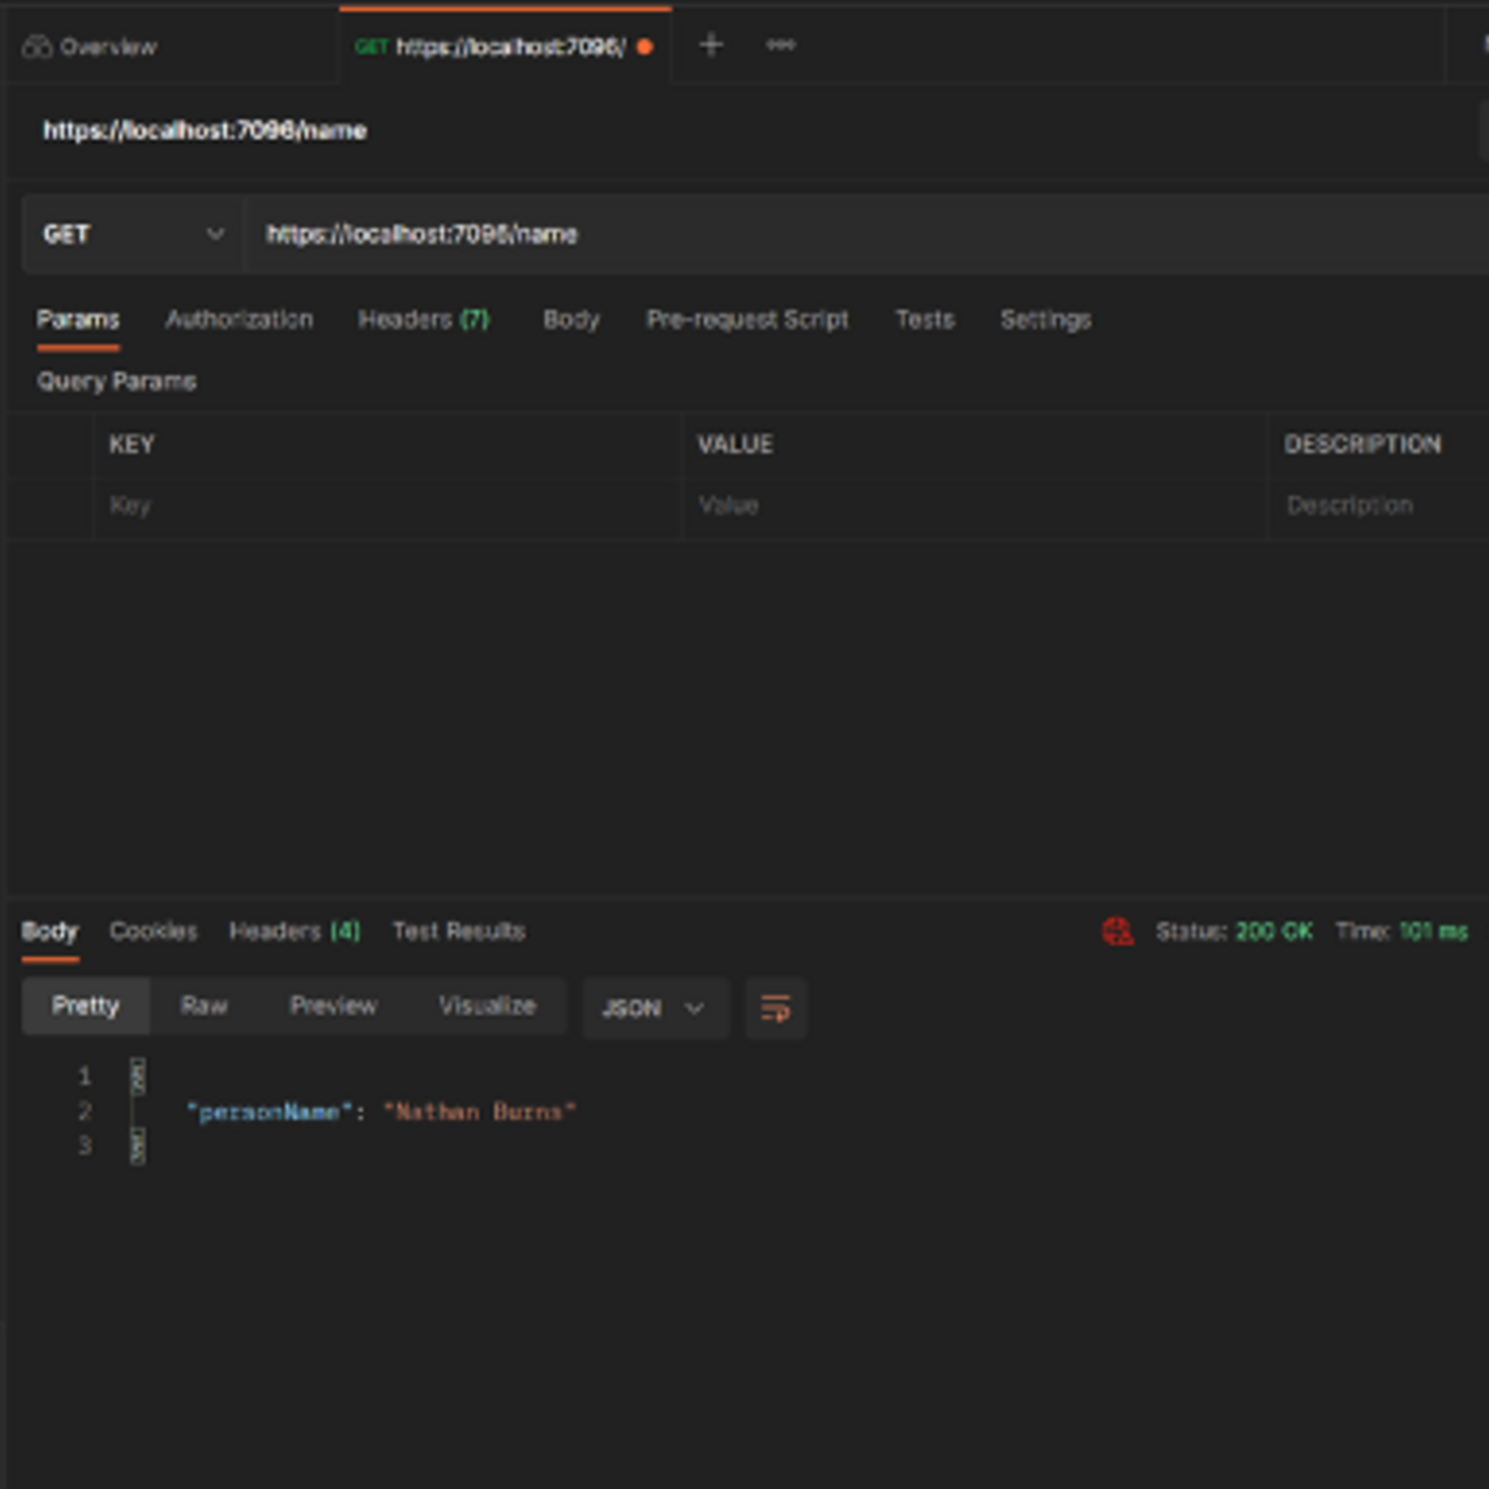 Overview GET https://localhost:7096/
https://localhost:7096/name
GET https://localhost:7096/name
Params Authorization Headers (7) Body Pre-request Script Tests Settings
Query Params
KEY VALUE DESCRIPTION
Key Value Description
Body Cookies Headers (4) Test Results Status: 200 OK Time: 101 ms
Pretty Raw Preview Visualize JSON
1 {
2 "personName": "Nathan Burns"
3 }